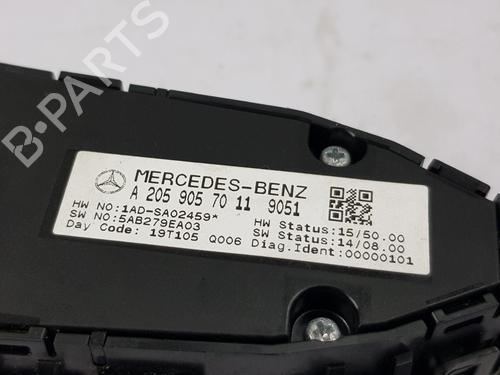 B-PARTS
MERCEDES-BENZ
A 205 905 70 11 9051
HW NO:1AD-SA02459* HW Status:15/50.00
SW NO:5AB279EA03 SW Status:14/08.00
Day Code: 19T105 Q006 Diag.Ident:00000101